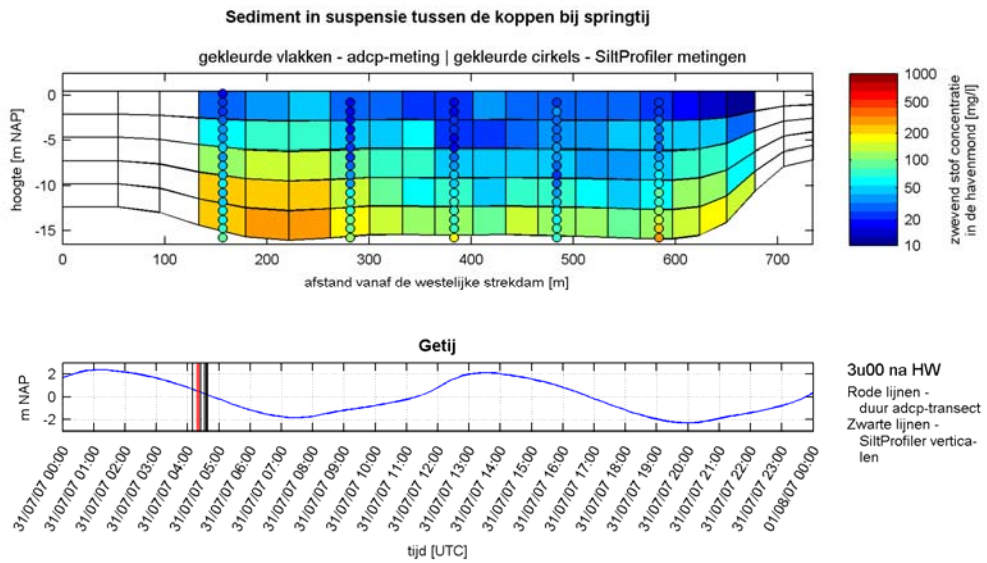 Sediment in suspensie tussen de koppen bij springtij
gekleurde vlakken - adcp-meting | gekleurde cirkels - SiltProfiler metingen
hoogte [m NAP]
0
-5
-10
-15
0 100 200 300 400 500 600 700
afstand vanaf de westelijke strekdam [m]
1000
500
200
100
50
20
10
zwevend stof concentratie
in de havenmond [mg/l]
Getij
m NAP
2
0
-2
31/07/07 00:00
31/07/07 01:00
31/07/07 02:00
31/07/07 03:00
31/07/07 04:00
31/07/07 05:00
31/07/07 06:00
31/07/07 07:00
31/07/07 08:00
31/07/07 09:00
31/07/07 10:00
31/07/07 11:00
31/07/07 12:00
31/07/07 13:00
31/07/07 14:00
31/07/07 15:00
31/07/07 16:00
31/07/07 17:00
31/07/07 18:00
31/07/07 19:00
31/07/07 20:00
31/07/07 21:00
31/07/07 22:00
31/07/07 23:00
01/08/07 00:00
tijd [UTC]
3u00 na HW
Rode lijnen -
duur adcp-transect
Zwarte lijnen -
SiltProfiler vertica-
len